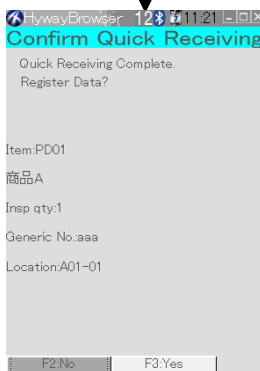 HywayBrowser 12 11:21
Confirm Quick Receiving
Quick Receiving Complete.
Register Data?
Item:PD01
商品A
Insp qty:1
Generic No.:aaa
Location:A01-01
F2:No F3:Yes